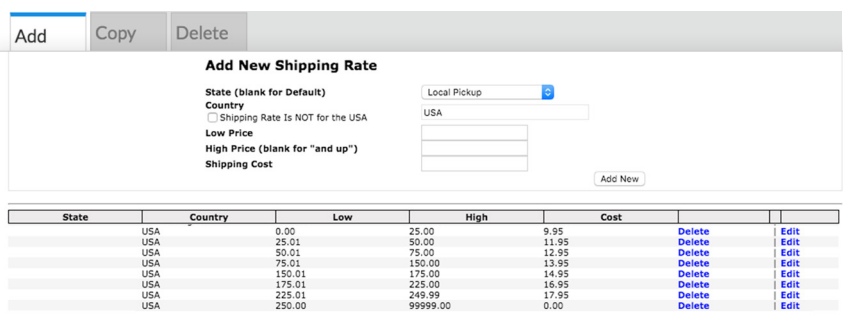 Add Copy Delete
Add New Shipping Rate
State (blank for Default) Local Pickup
Country
Shipping Rate Is NOT for the USA USA
Low Price
High Price (blank for "and up")
Shipping Cost
Add New
State Country Low High Cost
USA 0.00 25.00 9.95 Delete | Edit
USA 25.01 50.00 11.95 Delete | Edit
USA 50.01 75.00 12.95 Delete | Edit
USA 75.01 150.00 13.95 Delete | Edit
USA 150.01 175.00 14.95 Delete | Edit
USA 175.01 225.00 16.95 Delete | Edit
USA 225.01 249.99 17.95 Delete | Edit
USA 250.00 99999.00 0.00 Delete | Edit